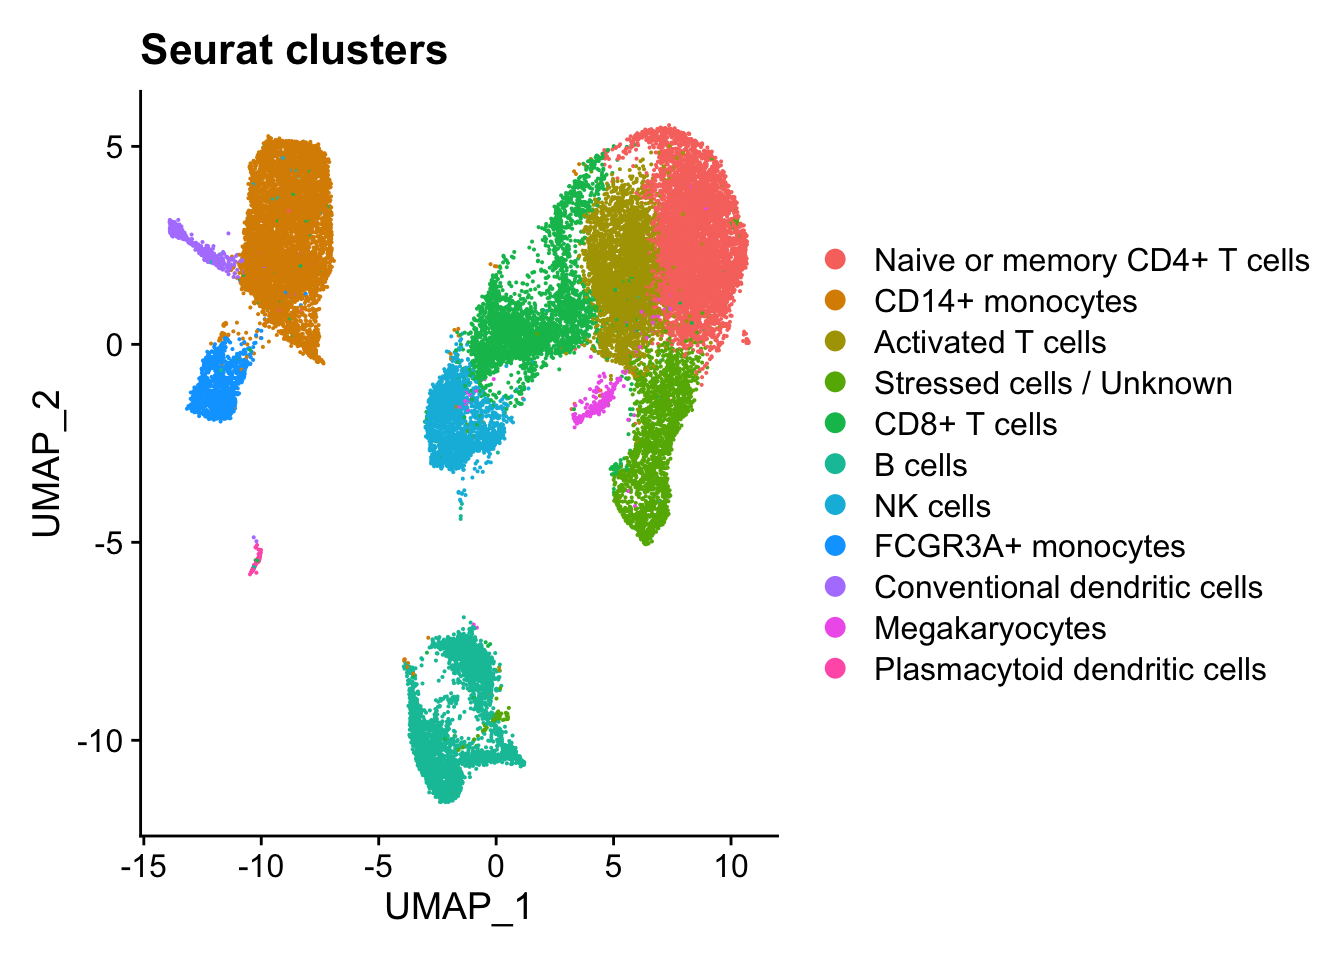 Seurat clusters
5
0
-5
-10
UMAP_2
-15
-10
-5
0
5
10
UMAP_1
Naive or memory CD4+ T cells
CD14+ monocytes
Activated T cells
Stressed cells / Unknown
CD8+ T cells
B cells
NK cells
FCGR3A+ monocytes
Conventional dendritic cells
Megakaryocytes
Plasmacytoid dendritic cells